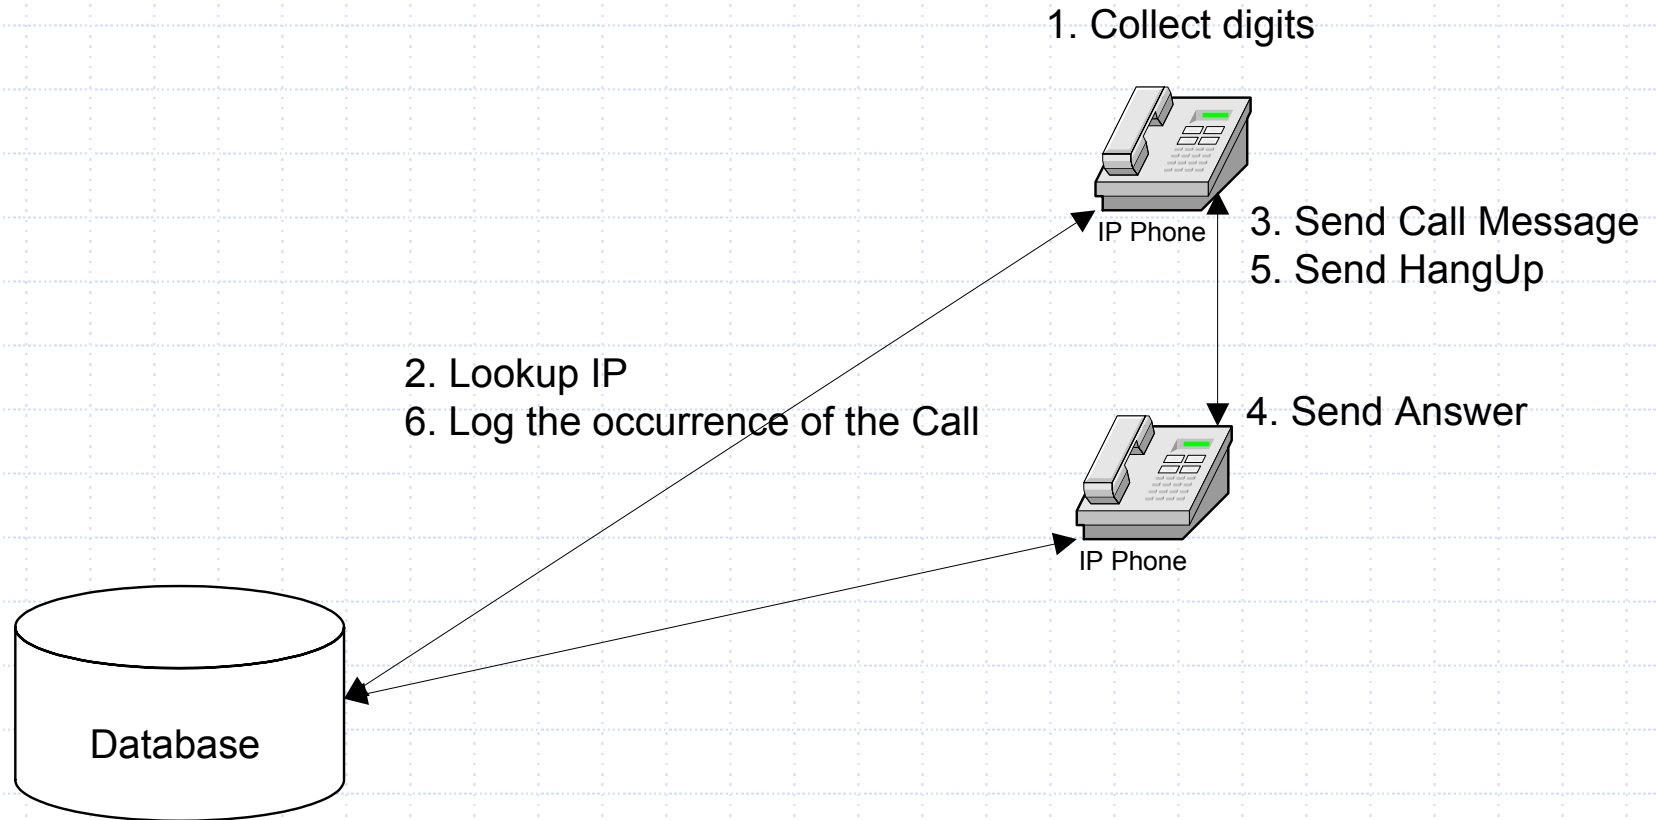 1. Collect digits
IP Phone
3. Send Call Message
5. Send HangUp
2. Lookup IP
6. Log the occurrence of the Call
4. Send Answer
IP Phone
Database